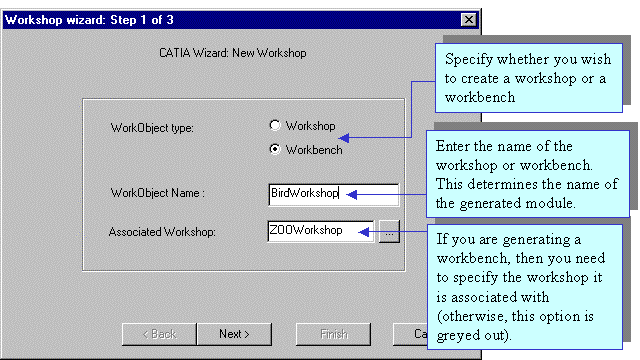 Workshop wizard: Step 1 of 3
CATIA Wizard: New Workshop
Specify whether you wish
to create a workshop or a
workbench
WorkObject type:
Workshop
Workbench
Enter the name of the
workshop or workbench.
This determines the name of
the generated module.
WorkObject Name :
BirdWorkshop
Associated Workshop:
ZOOWorkshop
...
If you are generating a
workbench, then you need
to specify the workshop it
is associated with
(otherwise, this option is
greyed out).
< Back
Next >
Finish
Ca